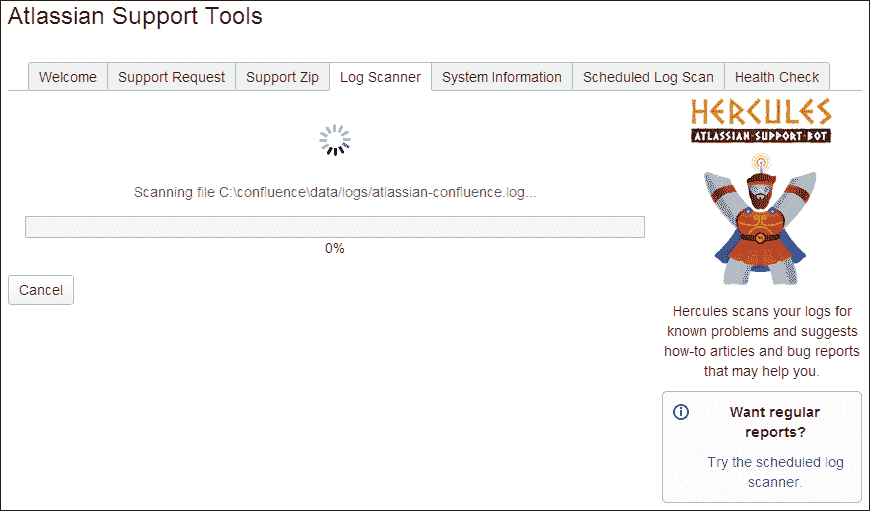 Atlassian Support Tools
Welcome Support Request Support Zip Log Scanner System Information Scheduled Log Scan Health Check
HERCULES
ATLASSIAN·SUPPORT·BOT
Scanning file C:\confluence\data/logs/atlassian-confluence.log...
0%
Cancel
Hercules scans your logs for
known problems and suggests
how-to articles and bug reports
that may help you.
Want regular
reports?
Try the scheduled log
scanner.